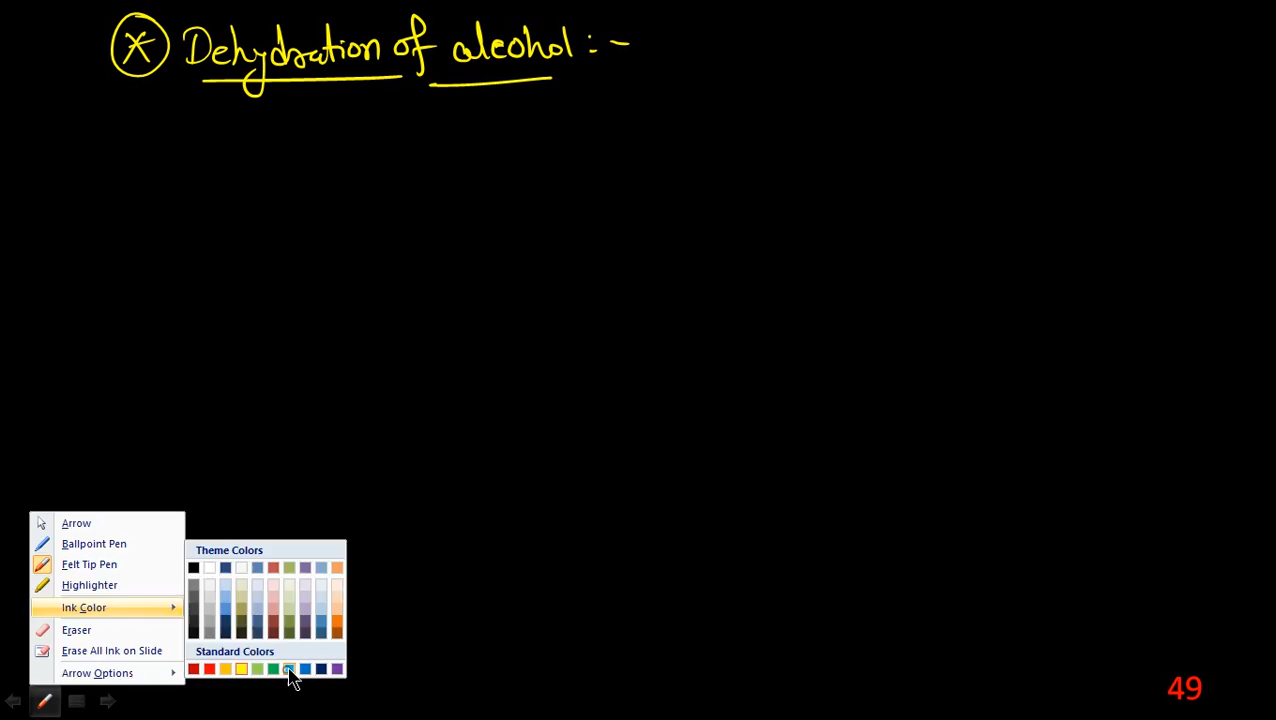 * Dehydration of alcohol :-
Arrow
Ballpoint Pen
Felt Tip Pen
Highlighter
Ink Color
Eraser
Erase All Ink on Slide
Arrow Options
Theme Colors
Standard Colors
49